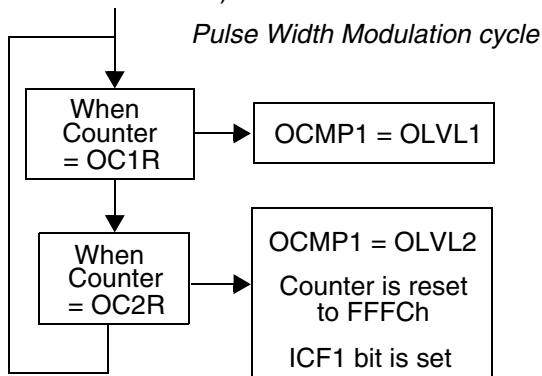 Pulse Width Modulation cycle
When
Counter
= OC1R
OCMP1 = OLVL1
When
Counter
= OC2R
OCMP1 = OLVL2
Counter is reset
to FFFCh
ICF1 bit is set